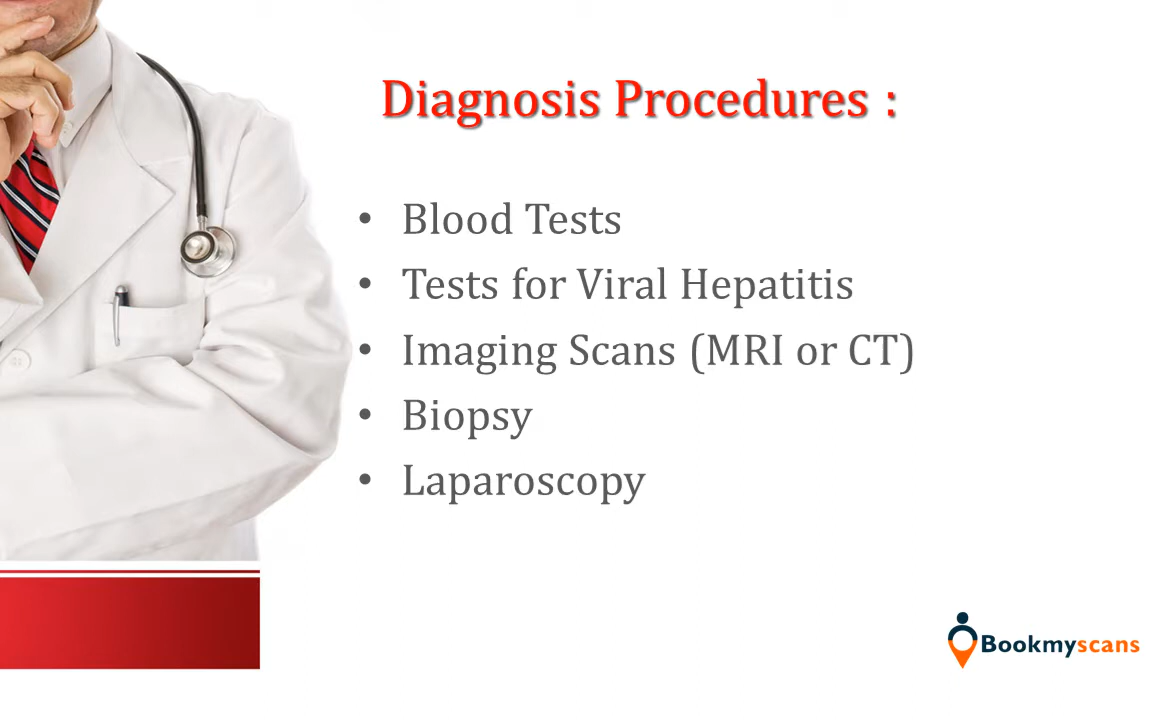 Diagnosis Procedures :
• Blood Tests
• Tests for Viral Hepatitis
• Imaging Scans (MRI or CT)
• Biopsy
• Laparoscopy
Bookmyscans